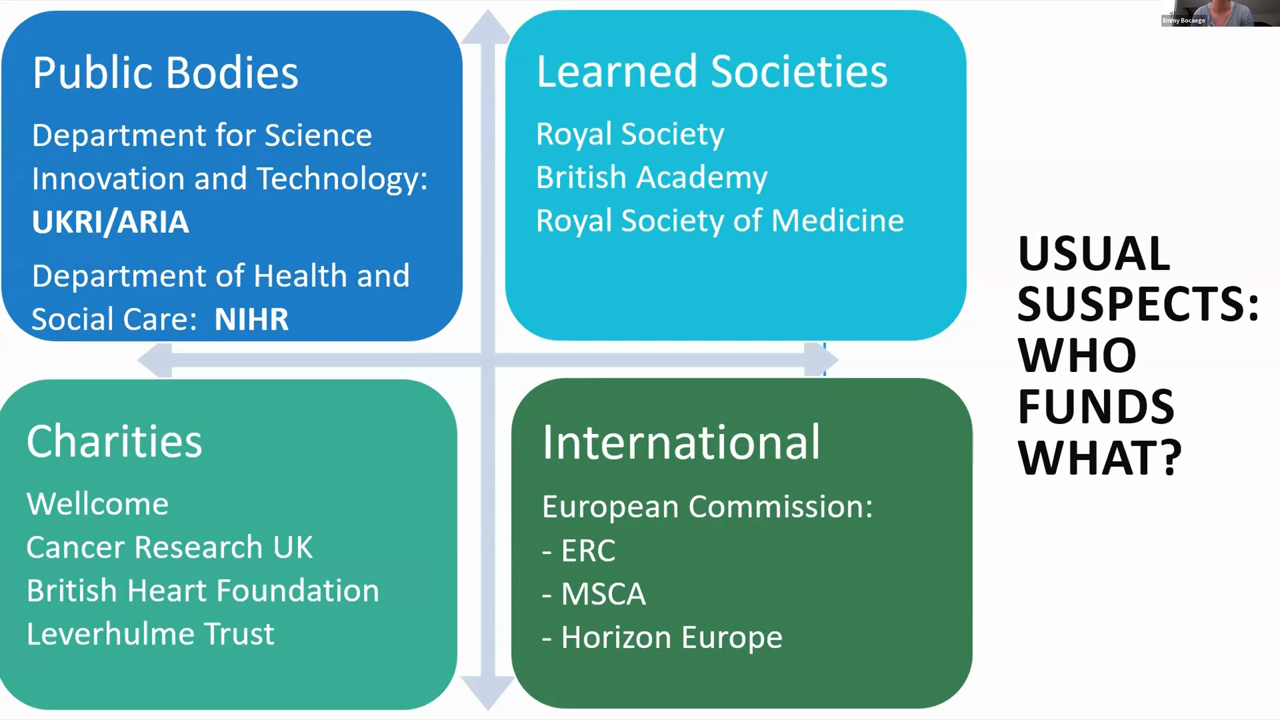 Public Bodies
Department for Science
Innovation and Technology:
UKRI/ARIA
Department of Health and
Social Care: NIHR
Learned Societies
Royal Society
British Academy
Royal Society of Medicine
Charities
Wellcome
Cancer Research UK
British Heart Foundation
Leverhulme Trust
International
European Commission:
- ERC
- MSCA
- Horizon Europe
USUAL
SUSPECTS:
WHO
FUNDS
WHAT?
Emmy Bocaege